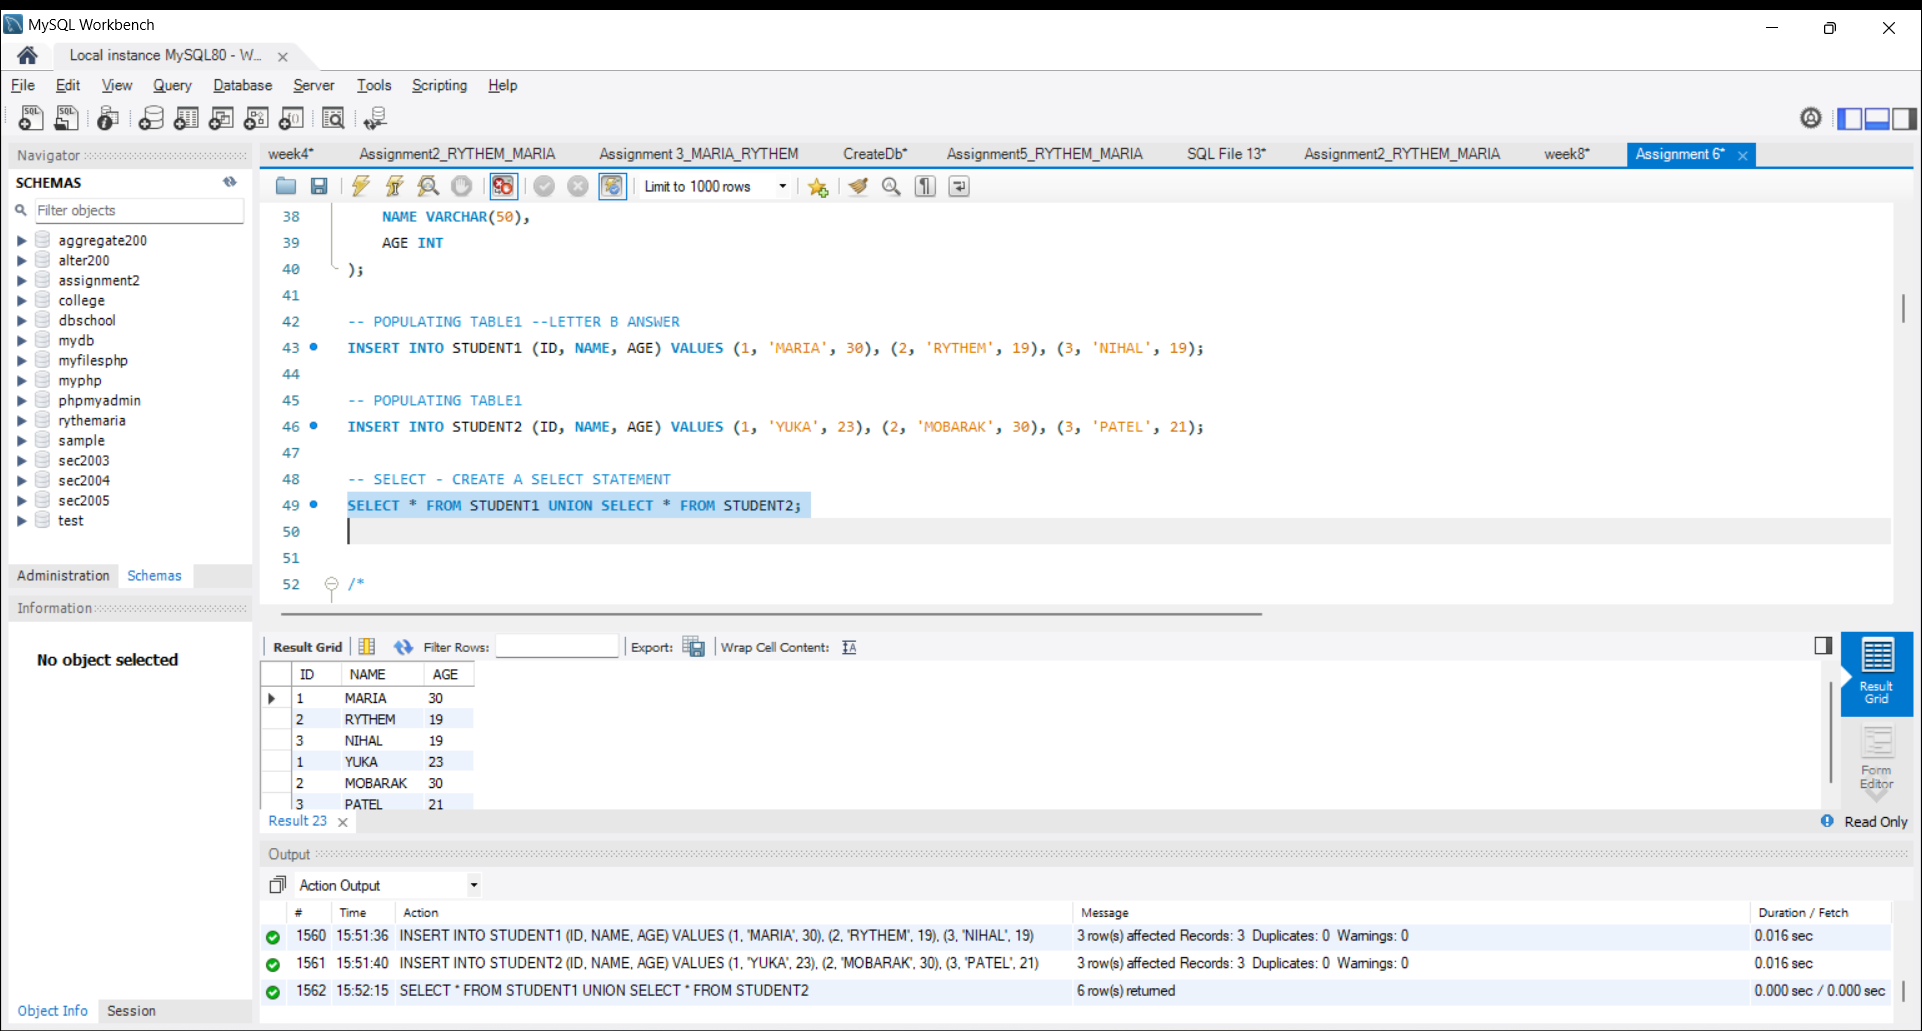 MySQL Workbench
Local instance MySQL80 - W...
File Edit View Query Database Server Tools Scripting Help
Navigator
SCHEMAS
Filter objects
aggregate200
alter200
assignment2
college
dbschool
mydb
myfilesphp
myphp
phpmyadmin
rythemaria
sample
sec2003
sec2004
sec2005
test
Administration Schemas
Information
No object selected
Object Info Session
week4* Assignment2_RYTHEM_MARIA Assignment 3_MARIA_RYTHEM CreateDb* Assignment5_RYTHEM_MARIA SQL File 13* Assignment2_RYTHEM_MARIA week8* Assignment 6*
Limit to 1000 rows
38 NAME VARCHAR(50),
39 AGE INT
40 );
41
42 -- POPULATING TABLE1 --LETTER B ANSWER
43 INSERT INTO STUDENT1 (ID, NAME, AGE) VALUES (1, 'MARIA', 30), (2, 'RYTHEM', 19), (3, 'NIHAL', 19);
44
45 -- POPULATING TABLE1
46 INSERT INTO STUDENT2 (ID, NAME, AGE) VALUES (1, 'YUKA', 23), (2, 'MOBARAK', 30), (3, 'PATEL', 21);
47
48 -- SELECT - CREATE A SELECT STATEMENT
49 SELECT * FROM STUDENT1 UNION SELECT * FROM STUDENT2;
50
51
52 /*
Result Grid Filter Rows: Export: Wrap Cell Content:
ID NAME AGE
1 MARIA 30
2 RYTHEM 19
3 NIHAL 19
1 YUKA 23
2 MOBARAK 30
3 PATEL 21
Result Grid
Form Editor
Result 23
Read Only
Output
Action Output
# Time Action Message Duration / Fetch
1560 15:51:36 INSERT INTO STUDENT1 (ID, NAME, AGE) VALUES (1, 'MARIA', 30), (2, 'RYTHEM', 19), (3, 'NIHAL', 19) 3 row(s) affected Records: 3 Duplicates: 0 Warnings: 0 0.016 sec
1561 15:51:40 INSERT INTO STUDENT2 (ID, NAME, AGE) VALUES (1, 'YUKA', 23), (2, 'MOBARAK', 30), (3, 'PATEL', 21) 3 row(s) affected Records: 3 Duplicates: 0 Warnings: 0 0.016 sec
1562 15:52:15 SELECT * FROM STUDENT1 UNION SELECT * FROM STUDENT2 6 row(s) returned 0.000 sec / 0.000 sec